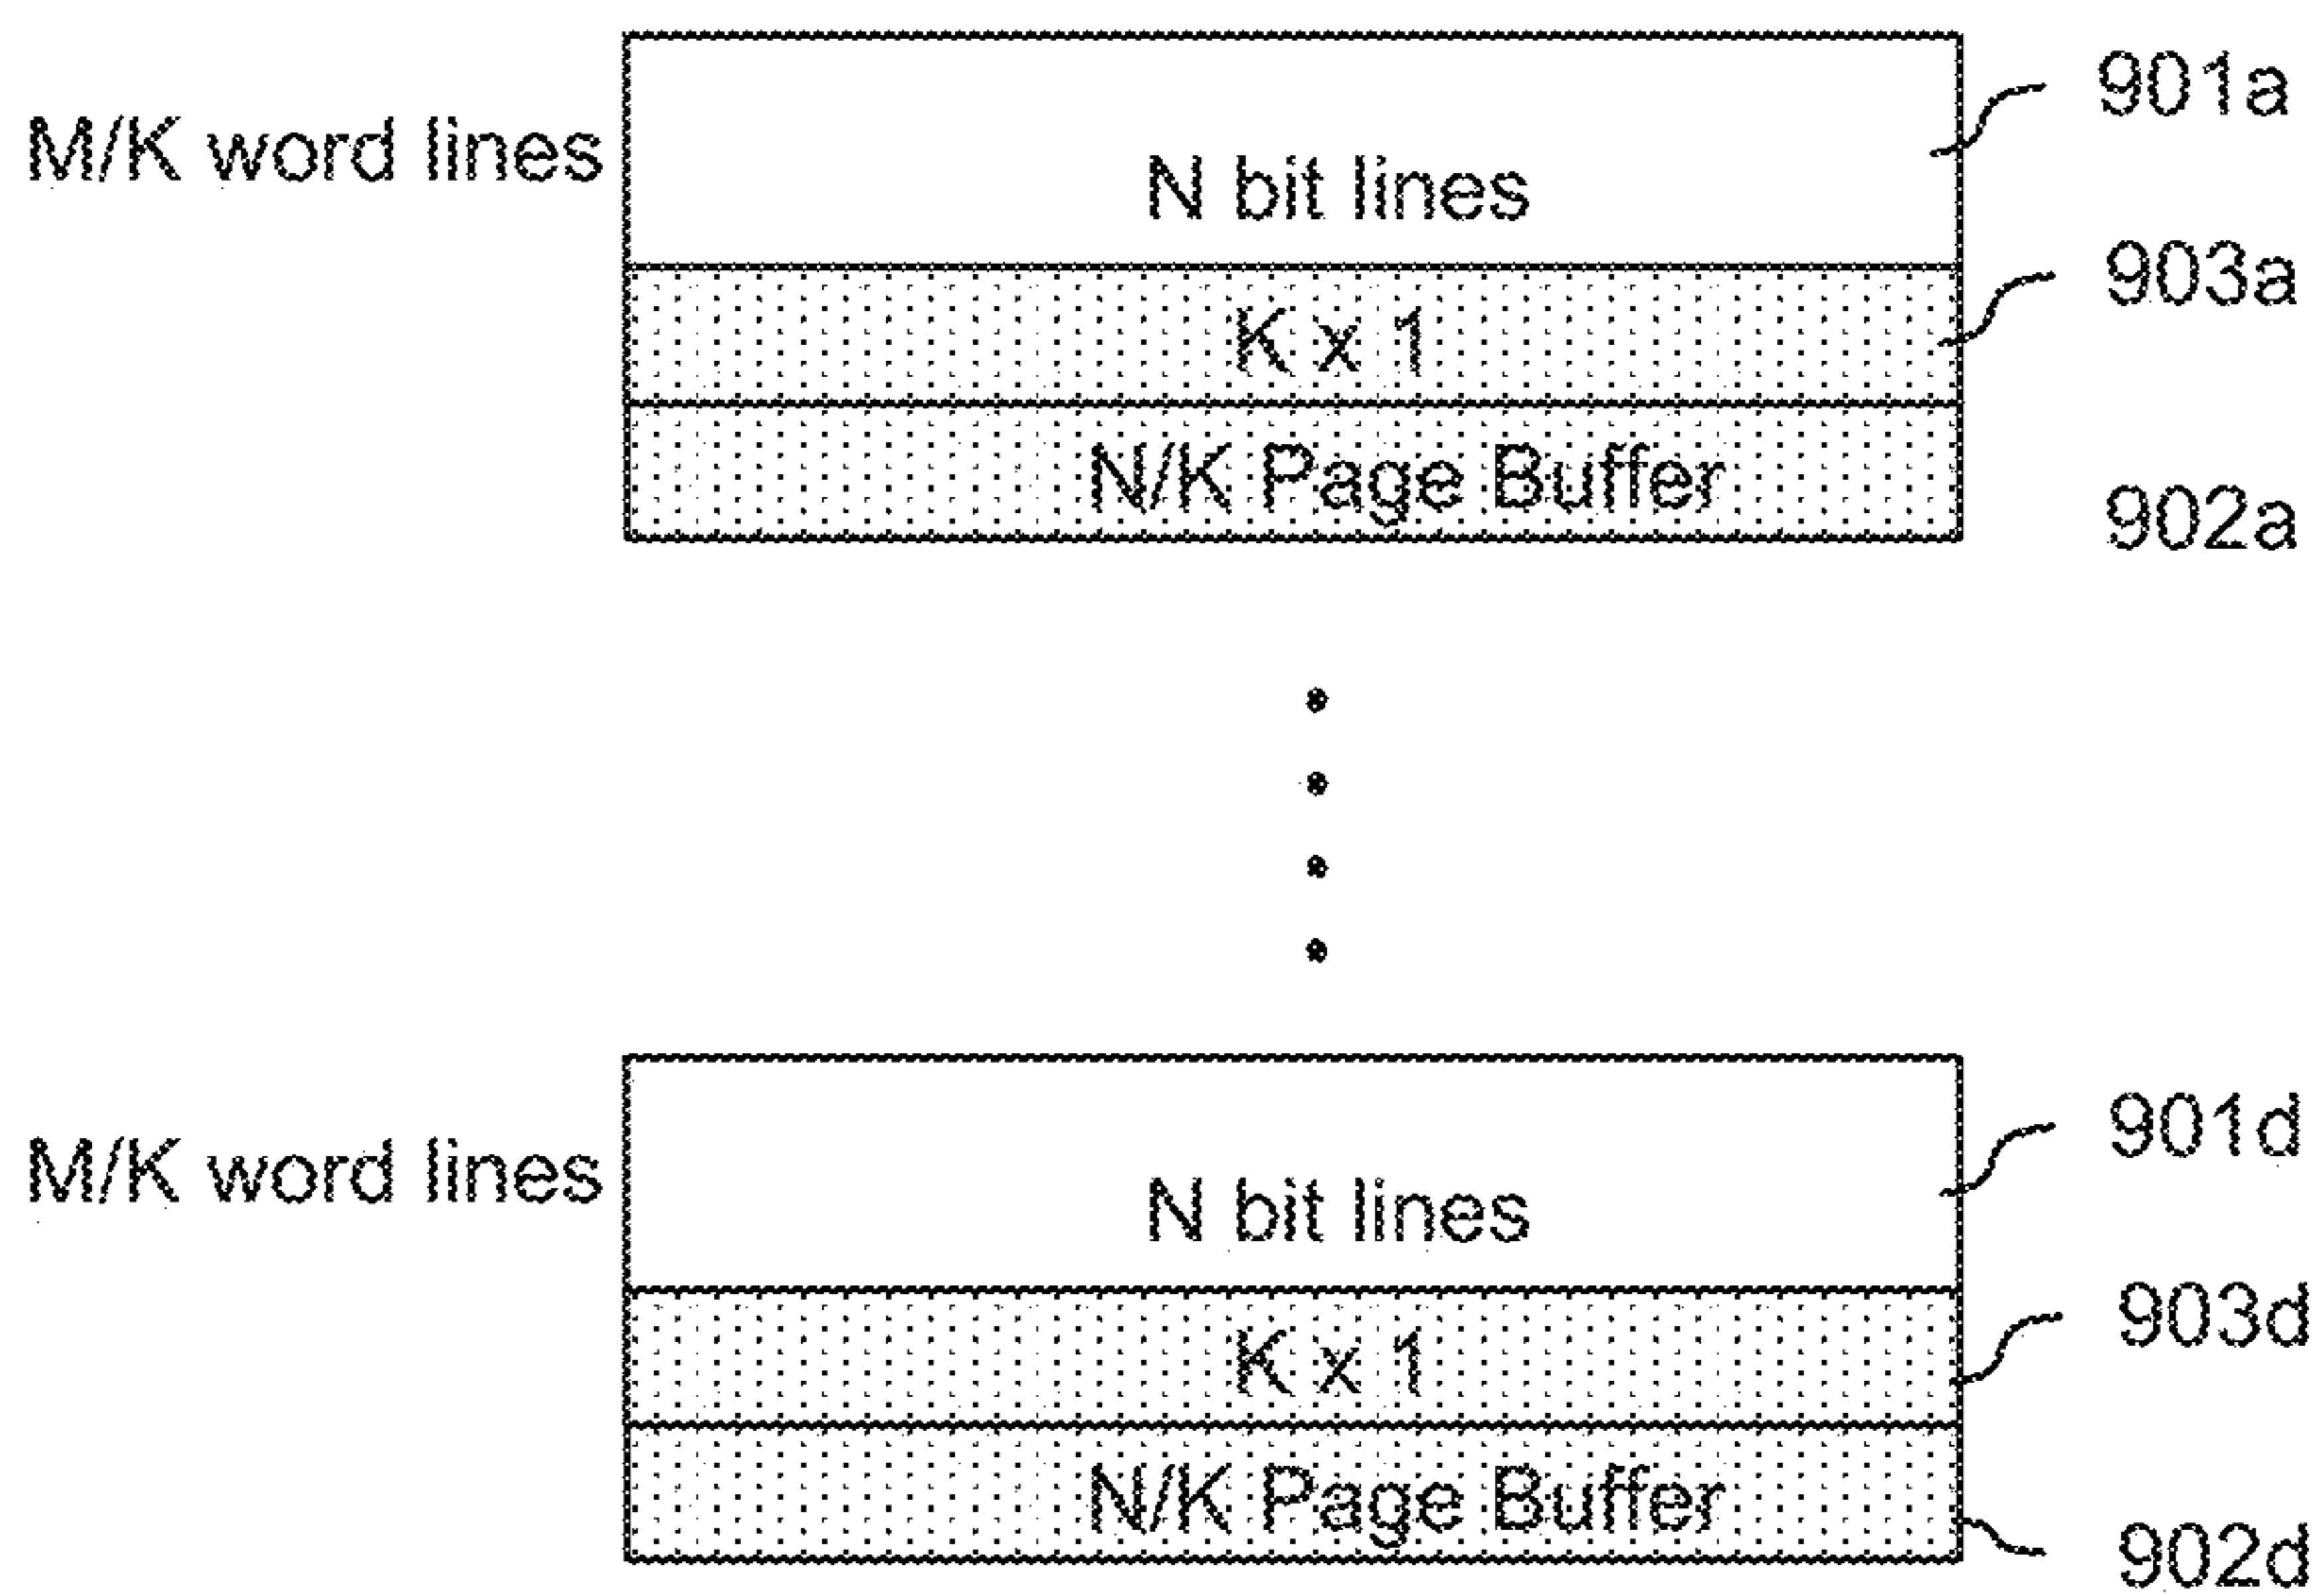 901a
M/K word lines
N bit lines
903a
K x 1
N/K Page Buffer
902a
901d
M/K word lines
N bit lines
903d
K x 1
N/K Page Buffer
902d